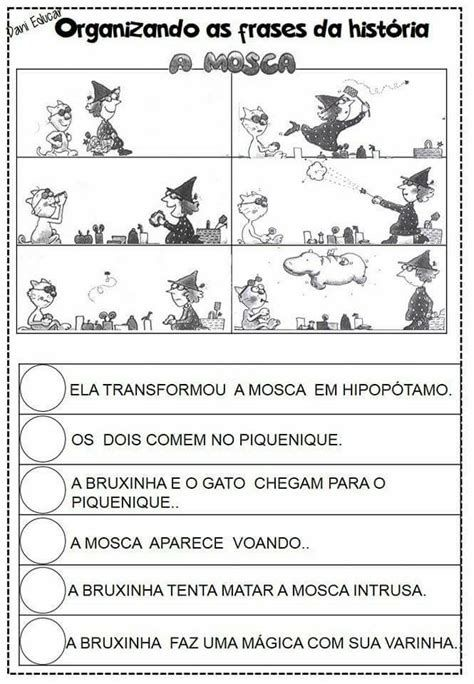 Dani Educar
Organizando as frases da história
A MOSCA
ELA TRANSFORMOU A MOSCA EM HIPOPÓTAMO.
OS DOIS COMEM NO PIQUENIQUE.
A BRUXINHA E O GATO CHEGAM PARA O
PIQUENIQUE..
A MOSCA APARECE VOANDO..
A BRUXINHA TENTA MATAR A MOSCA INTRUSA.
A BRUXINHA FAZ UMA MÁGICA COM SUA VARINHA.